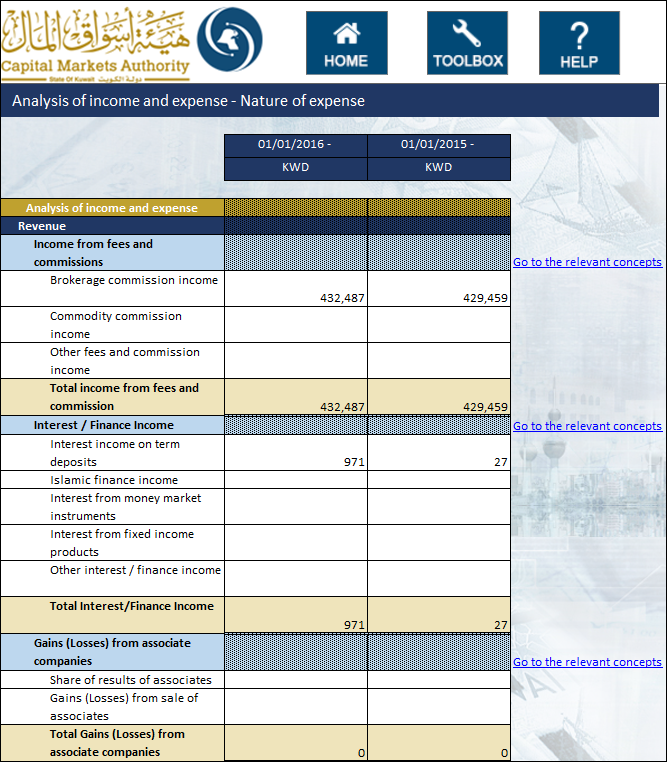 هيئة أسواق المال
Capital Markets Authority
State Of Kuwait دولة الكويت
HOME
TOOLBOX
?
HELP
Analysis of income and expense - Nature of expense
01/01/2016 - 01/01/2015 -
KWD KWD
Analysis of income and expense
Revenue
Income from fees and
commissions Go to the relevant concepts
Brokerage commission income
432,487 429,459
Commodity commission
income
Other fees and commission
income
Total income from fees and
commission 432,487 429,459
Interest / Finance Income Go to the relevant concepts
Interest income on term
deposits 971 27
Islamic finance income
Interest from money market
instruments
Interest from fixed income
products
Other interest / finance income
Total Interest/Finance Income
971 27
Gains (Losses) from associate
companies Go to the relevant concepts
Share of results of associates
Gains (Losses) from sale of
associates
Total Gains (Losses) from
associate companies 0 0